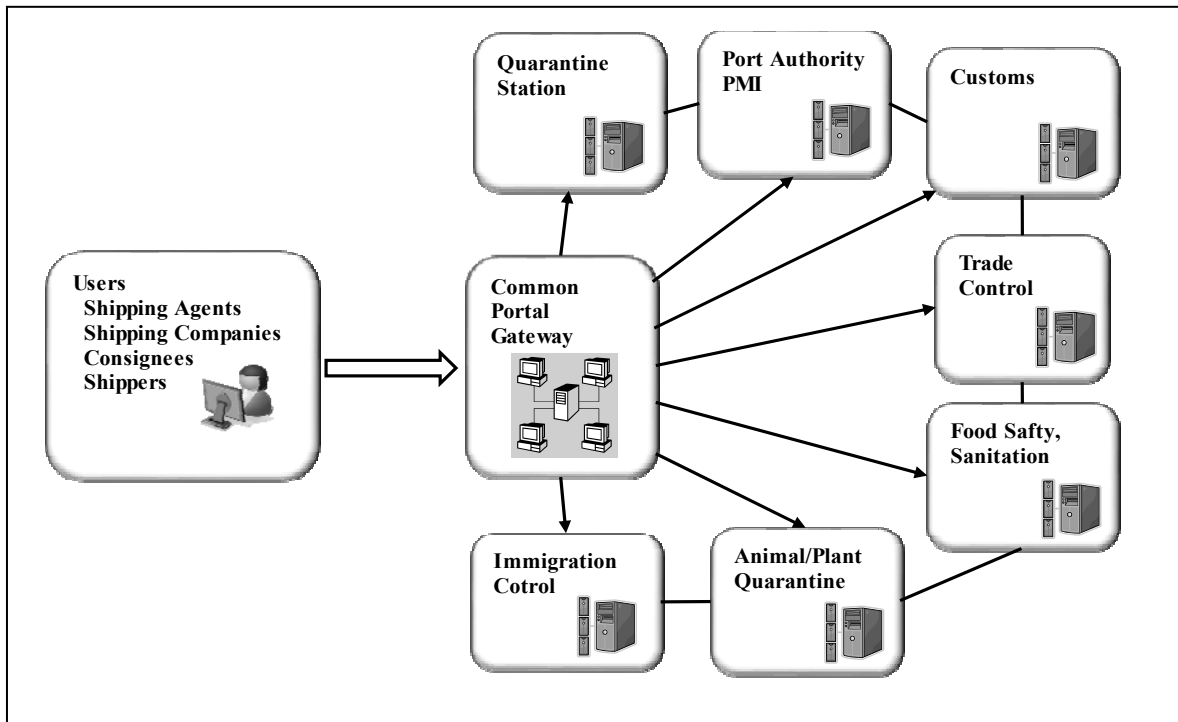 Quarantine
Station
Port Authority
PMI
Customs
Users
Shipping Agents
Shipping Companies
Consignees
Shippers
Common
Portal
Gateway
Trade
Control
Food Safty,
Sanitation
Immigration
Cotrol
Animal/Plant
Quarantine